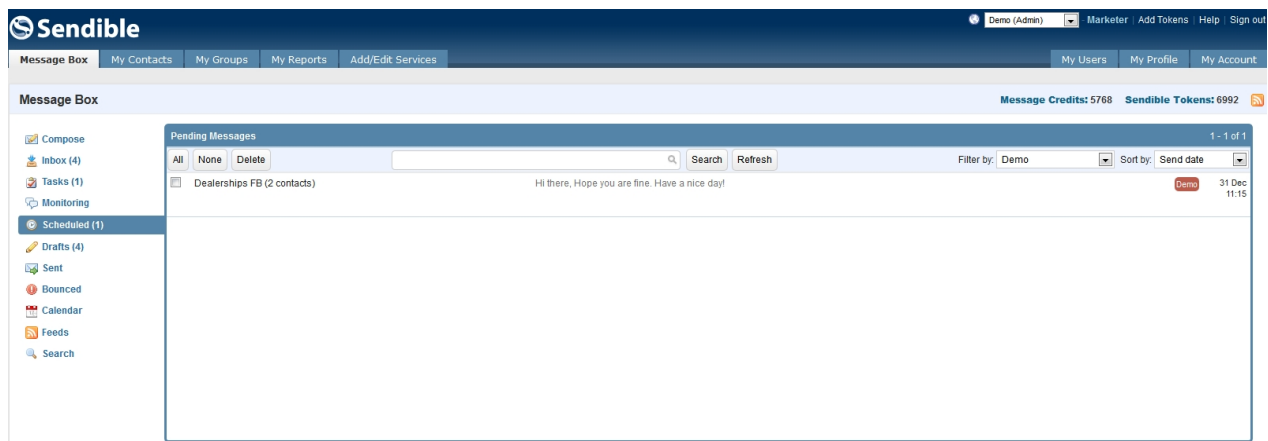 Sendible
Demo (Admin) - Marketer | Add Tokens | Help | Sign out
Message Box My Contacts My Groups My Reports Add/Edit Services My Users My Profile My Account
Message Box Message Credits: 5768 Sendible Tokens: 6992
Compose
Inbox (4)
Tasks (1)
Monitoring
Scheduled (1)
Drafts (4)
Sent
Bounced
Calendar
Feeds
Search
Pending Messages 1 - 1 of 1
All None Delete Search Refresh Filter by: Demo Sort by: Send date
Dealerships FB (2 contacts) Hi there, Hope you are fine. Have a nice day! Demo 31 Dec
11:15